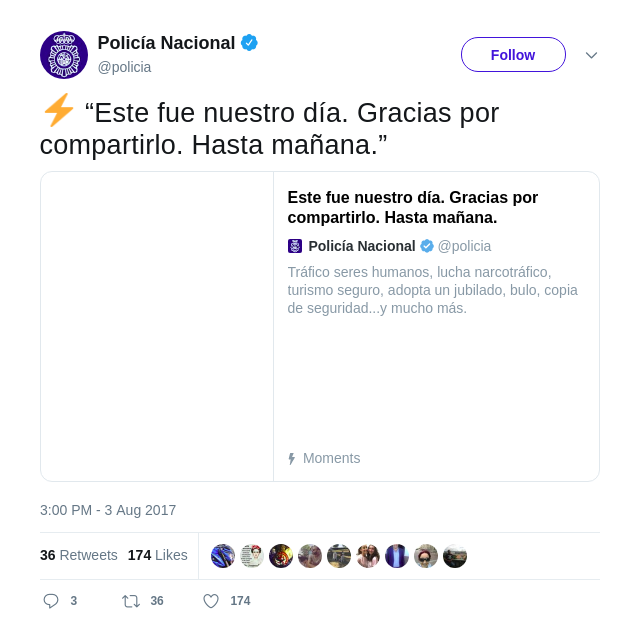 Policía Nacional
@policia
Follow
⚡ “Este fue nuestro día. Gracias por
compartirlo. Hasta mañana.”
Este fue nuestro día. Gracias por
compartirlo. Hasta mañana.
Policía Nacional @policia
Tráfico seres humanos, lucha narcotráfico,
turismo seguro, adopta un jubilado, bulo, copia
de seguridad...y mucho más.
Moments
3:00 PM - 3 Aug 2017
36 Retweets 174 Likes
3 36 174